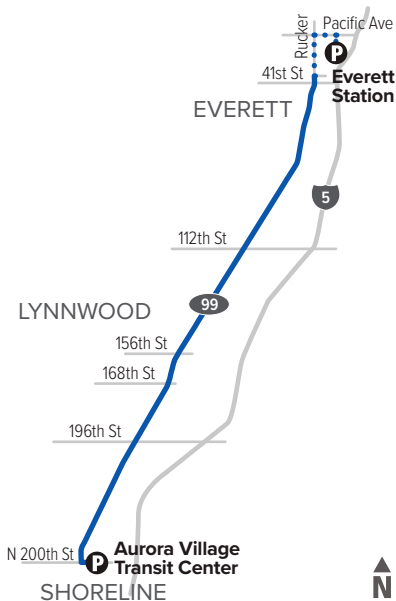 Pacific Ave
Rucker
P
41st St
Everett
Station
EVERETT
5
112th St
99
LYNNWOOD
156th St
168th St
196th St
N 200th St
P
Aurora Village
Transit Center
SHORELINE
N